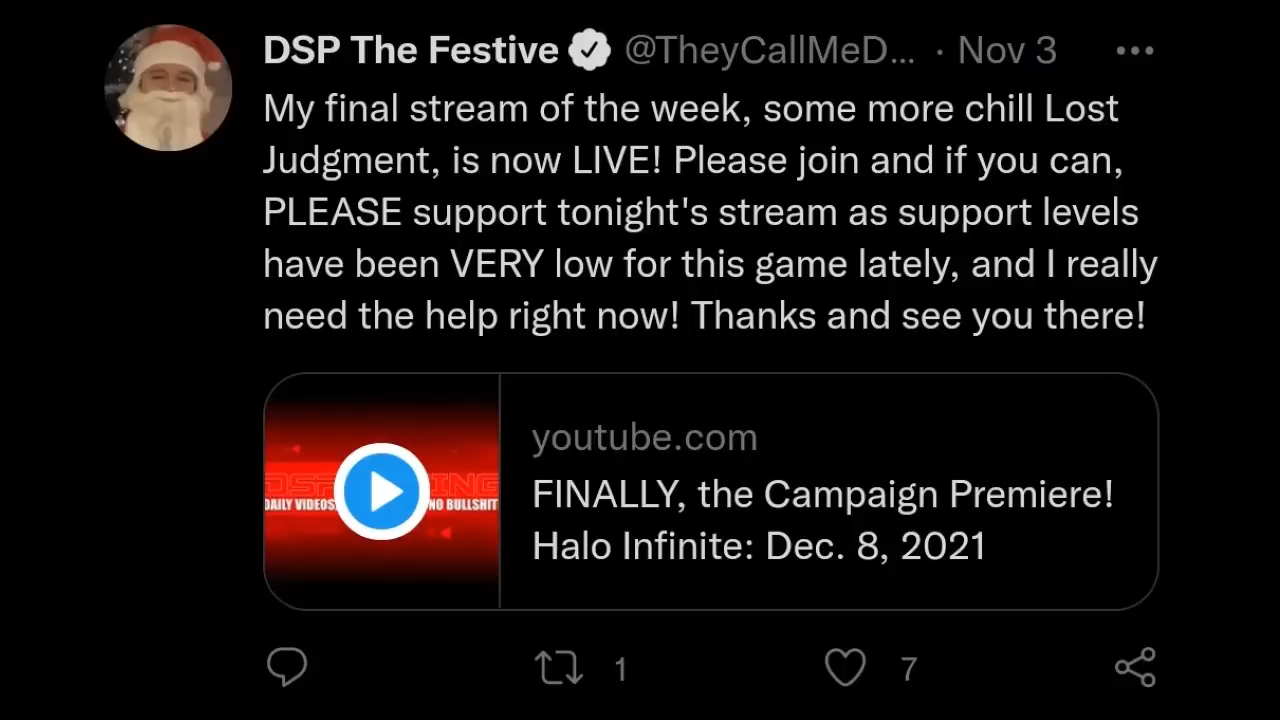 DSP The Festive @TheyCallMeD... · Nov 3
My final stream of the week, some more chill Lost
Judgment, is now LIVE! Please join and if you can,
PLEASE support tonight's stream as support levels
have been VERY low for this game lately, and I really
need the help right now! Thanks and see you there!
youtube.com
FINALLY, the Campaign Premiere!
Halo Infinite: Dec. 8, 2021
DSP ING
DAILY VIDEOS, NO BULLSHIT
1 7